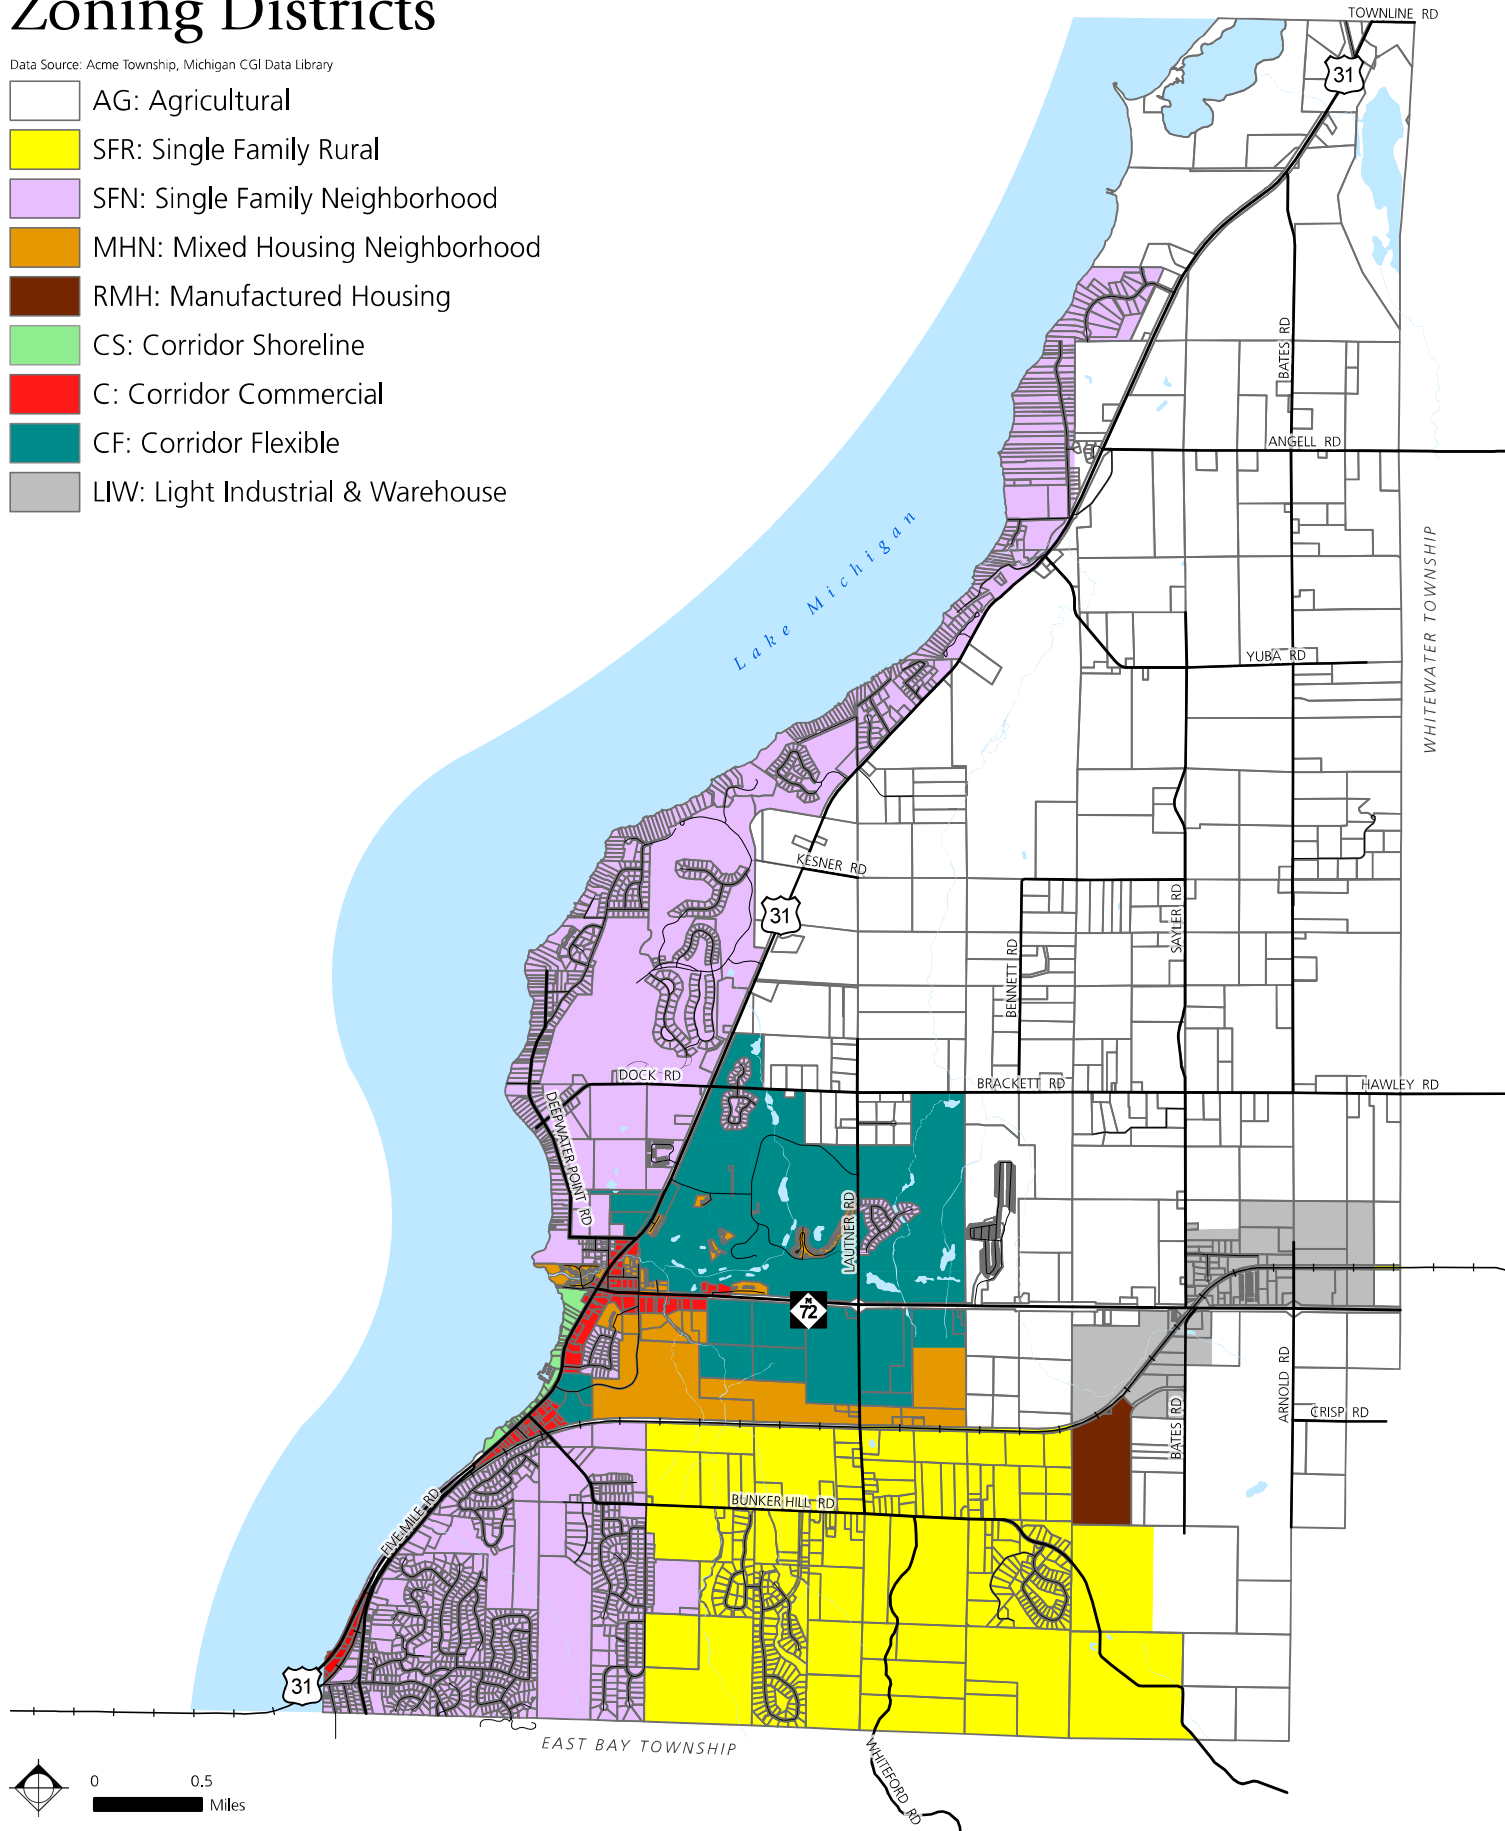 Zoning Districts
Data Source: Acme Township, Michigan CGI Data Library
AG: Agricultural
SFR: Single Family Rural
SFN: Single Family Neighborhood
MHN: Mixed Housing Neighborhood
RMH: Manufactured Housing
CS: Corridor Shoreline
C: Corridor Commercial
CF: Corridor Flexible
LIW: Light Industrial & Warehouse
TOWNLINE RD
31
BATES RD
ANGELL RD
Lake Michigan
WHITEWATER TOWNSHIP
YUBA RD
KESNER RD
31
SAYLER RD
BENNETT RD
DOCK RD
BRACKETT RD
HAWLEY RD
DEEPWATER POINT RD
LAUTNER RD
M
72
ARNOLD RD
BATES RD
CRISP RD
BUNKER HILL RD
FIVE MILE RD
31
EAST BAY TOWNSHIP
WHITEFORD RD
0 0.5
Miles